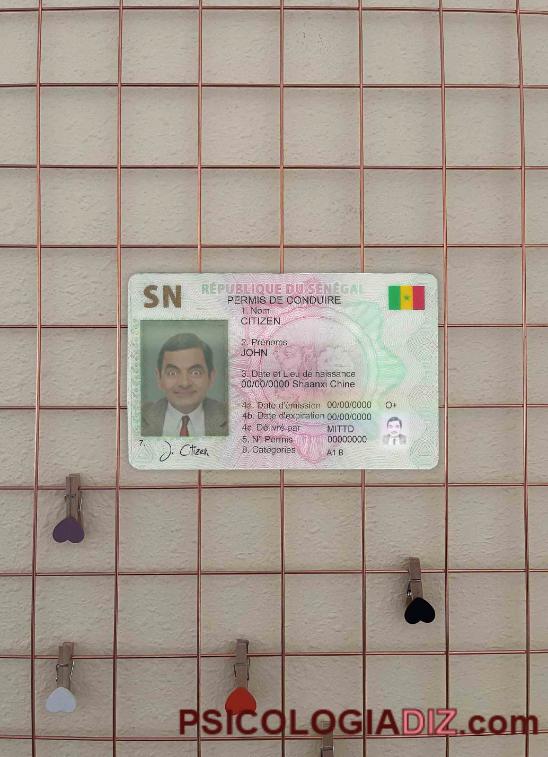 SN
RÉPUBLIQUE DU SÉNÉGAL
PERMIS DE CONDUIRE
1. Nom
CITIZEN
2. Prénoms
JOHN
3. Date et Lieu de naissance
00/00/0000 Shaanxi Chine
4a. Date d'émission 00/00/0000 O+
4b. Date d'expiration 00/00/0000
4c. Délivré par MITTD
5. N° Permis 00000000
8. Catégories A1 B
7. J. Citizen
PSICOLOGIADIZ.com